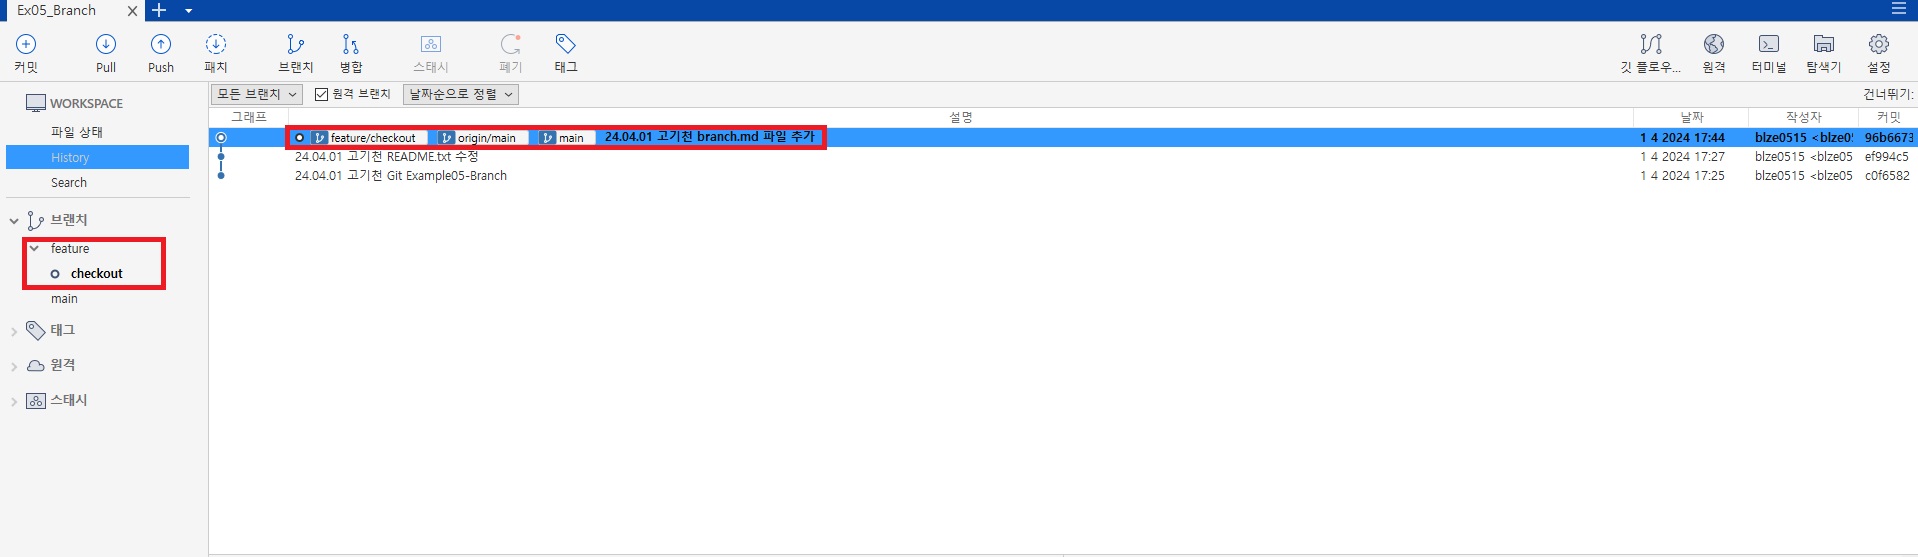 Ex05_Branch
커밋 Pull Push 패치 브랜치 병합 스태시 폐기 태그 깃 플로우... 원격 터미널 탐색기 설정
WORKSPACE
파일 상태
History
Search
브랜치
feature
checkout
main
태그
원격
스태시
모든 브랜치 원격 브랜치 날짜순으로 정렬 건너뛰기:
그래프 설명 날짜 작성자 커밋
feature/checkout origin/main main 24.04.01 고기천 branch.md 파일 추가 1 4 2024 17:44 blze0515 <blze05 96b6673
24.04.01 고기천 README.txt 수정 1 4 2024 17:27 blze0515 <blze05 ef994c5
24.04.01 고기천 Git Example05-Branch 1 4 2024 17:25 blze0515 <blze05 c0f6582